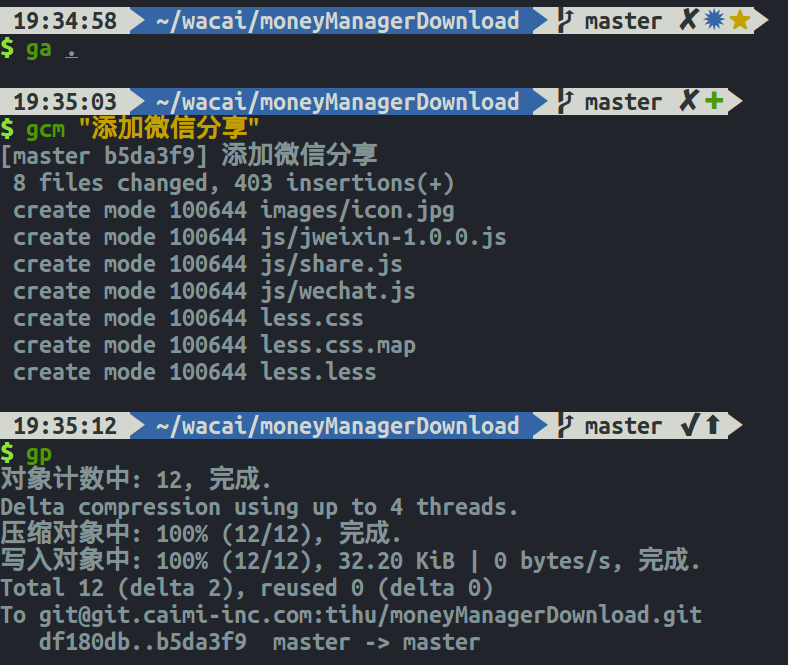 19:34:58 ~/wacai/moneyManagerDownload master ✘✹★
$ ga .
19:35:03 ~/wacai/moneyManagerDownload master ✘✚
$ gcm "添加微信分享"
[master b5da3f9] 添加微信分享
8 files changed, 403 insertions(+)
create mode 100644 images/icon.jpg
create mode 100644 js/jweixin-1.0.0.js
create mode 100644 js/share.js
create mode 100644 js/wechat.js
create mode 100644 less.css
create mode 100644 less.css.map
create mode 100644 less.less
19:35:12 ~/wacai/moneyManagerDownload master ✔⬆
$ gp
对象计数中: 12, 完成.
Delta compression using up to 4 threads.
压缩对象中: 100% (12/12), 完成.
写入对象中: 100% (12/12), 32.20 KiB | 0 bytes/s, 完成.
Total 12 (delta 2), reused 0 (delta 0)
To git@git.caimi-inc.com:tihu/moneyManagerDownload.git
df180db..b5da3f9 master -> master